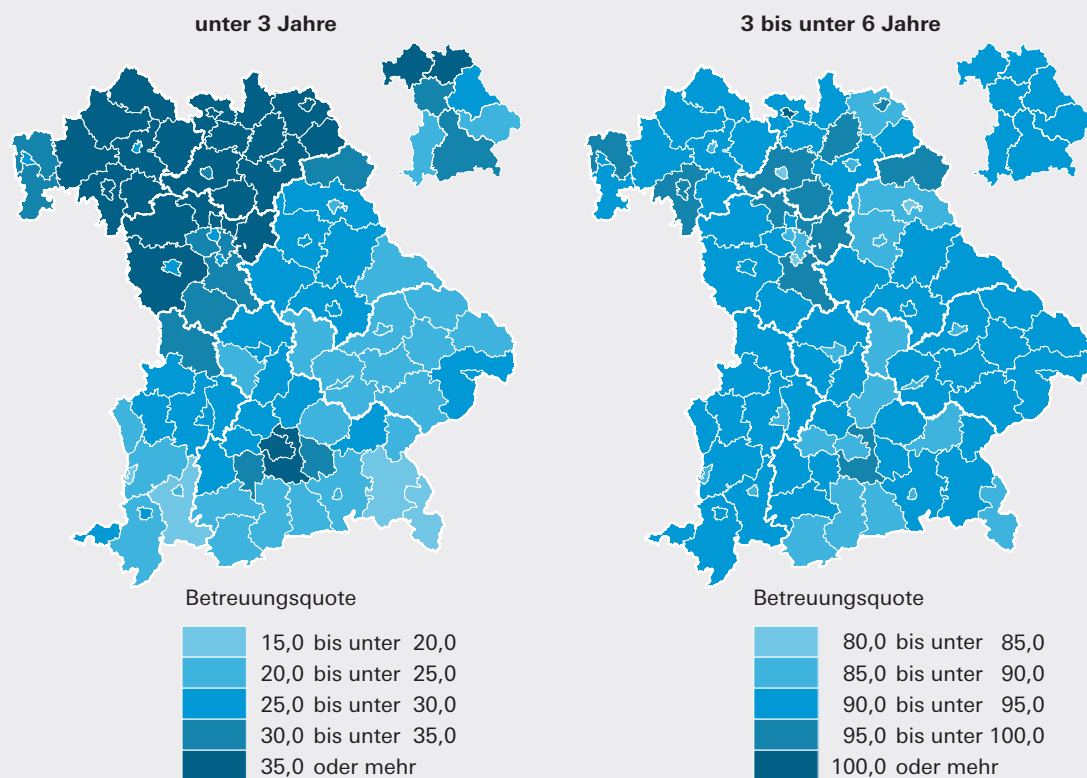 unter 3 Jahre
3 bis unter 6 Jahre
Betreuungsquote
15,0 bis unter 20,0
20,0 bis unter 25,0
25,0 bis unter 30,0
30,0 bis unter 35,0
35,0 oder mehr
Betreuungsquote
80,0 bis unter 85,0
85,0 bis unter 90,0
90,0 bis unter 95,0
95,0 bis unter 100,0
100,0 oder mehr